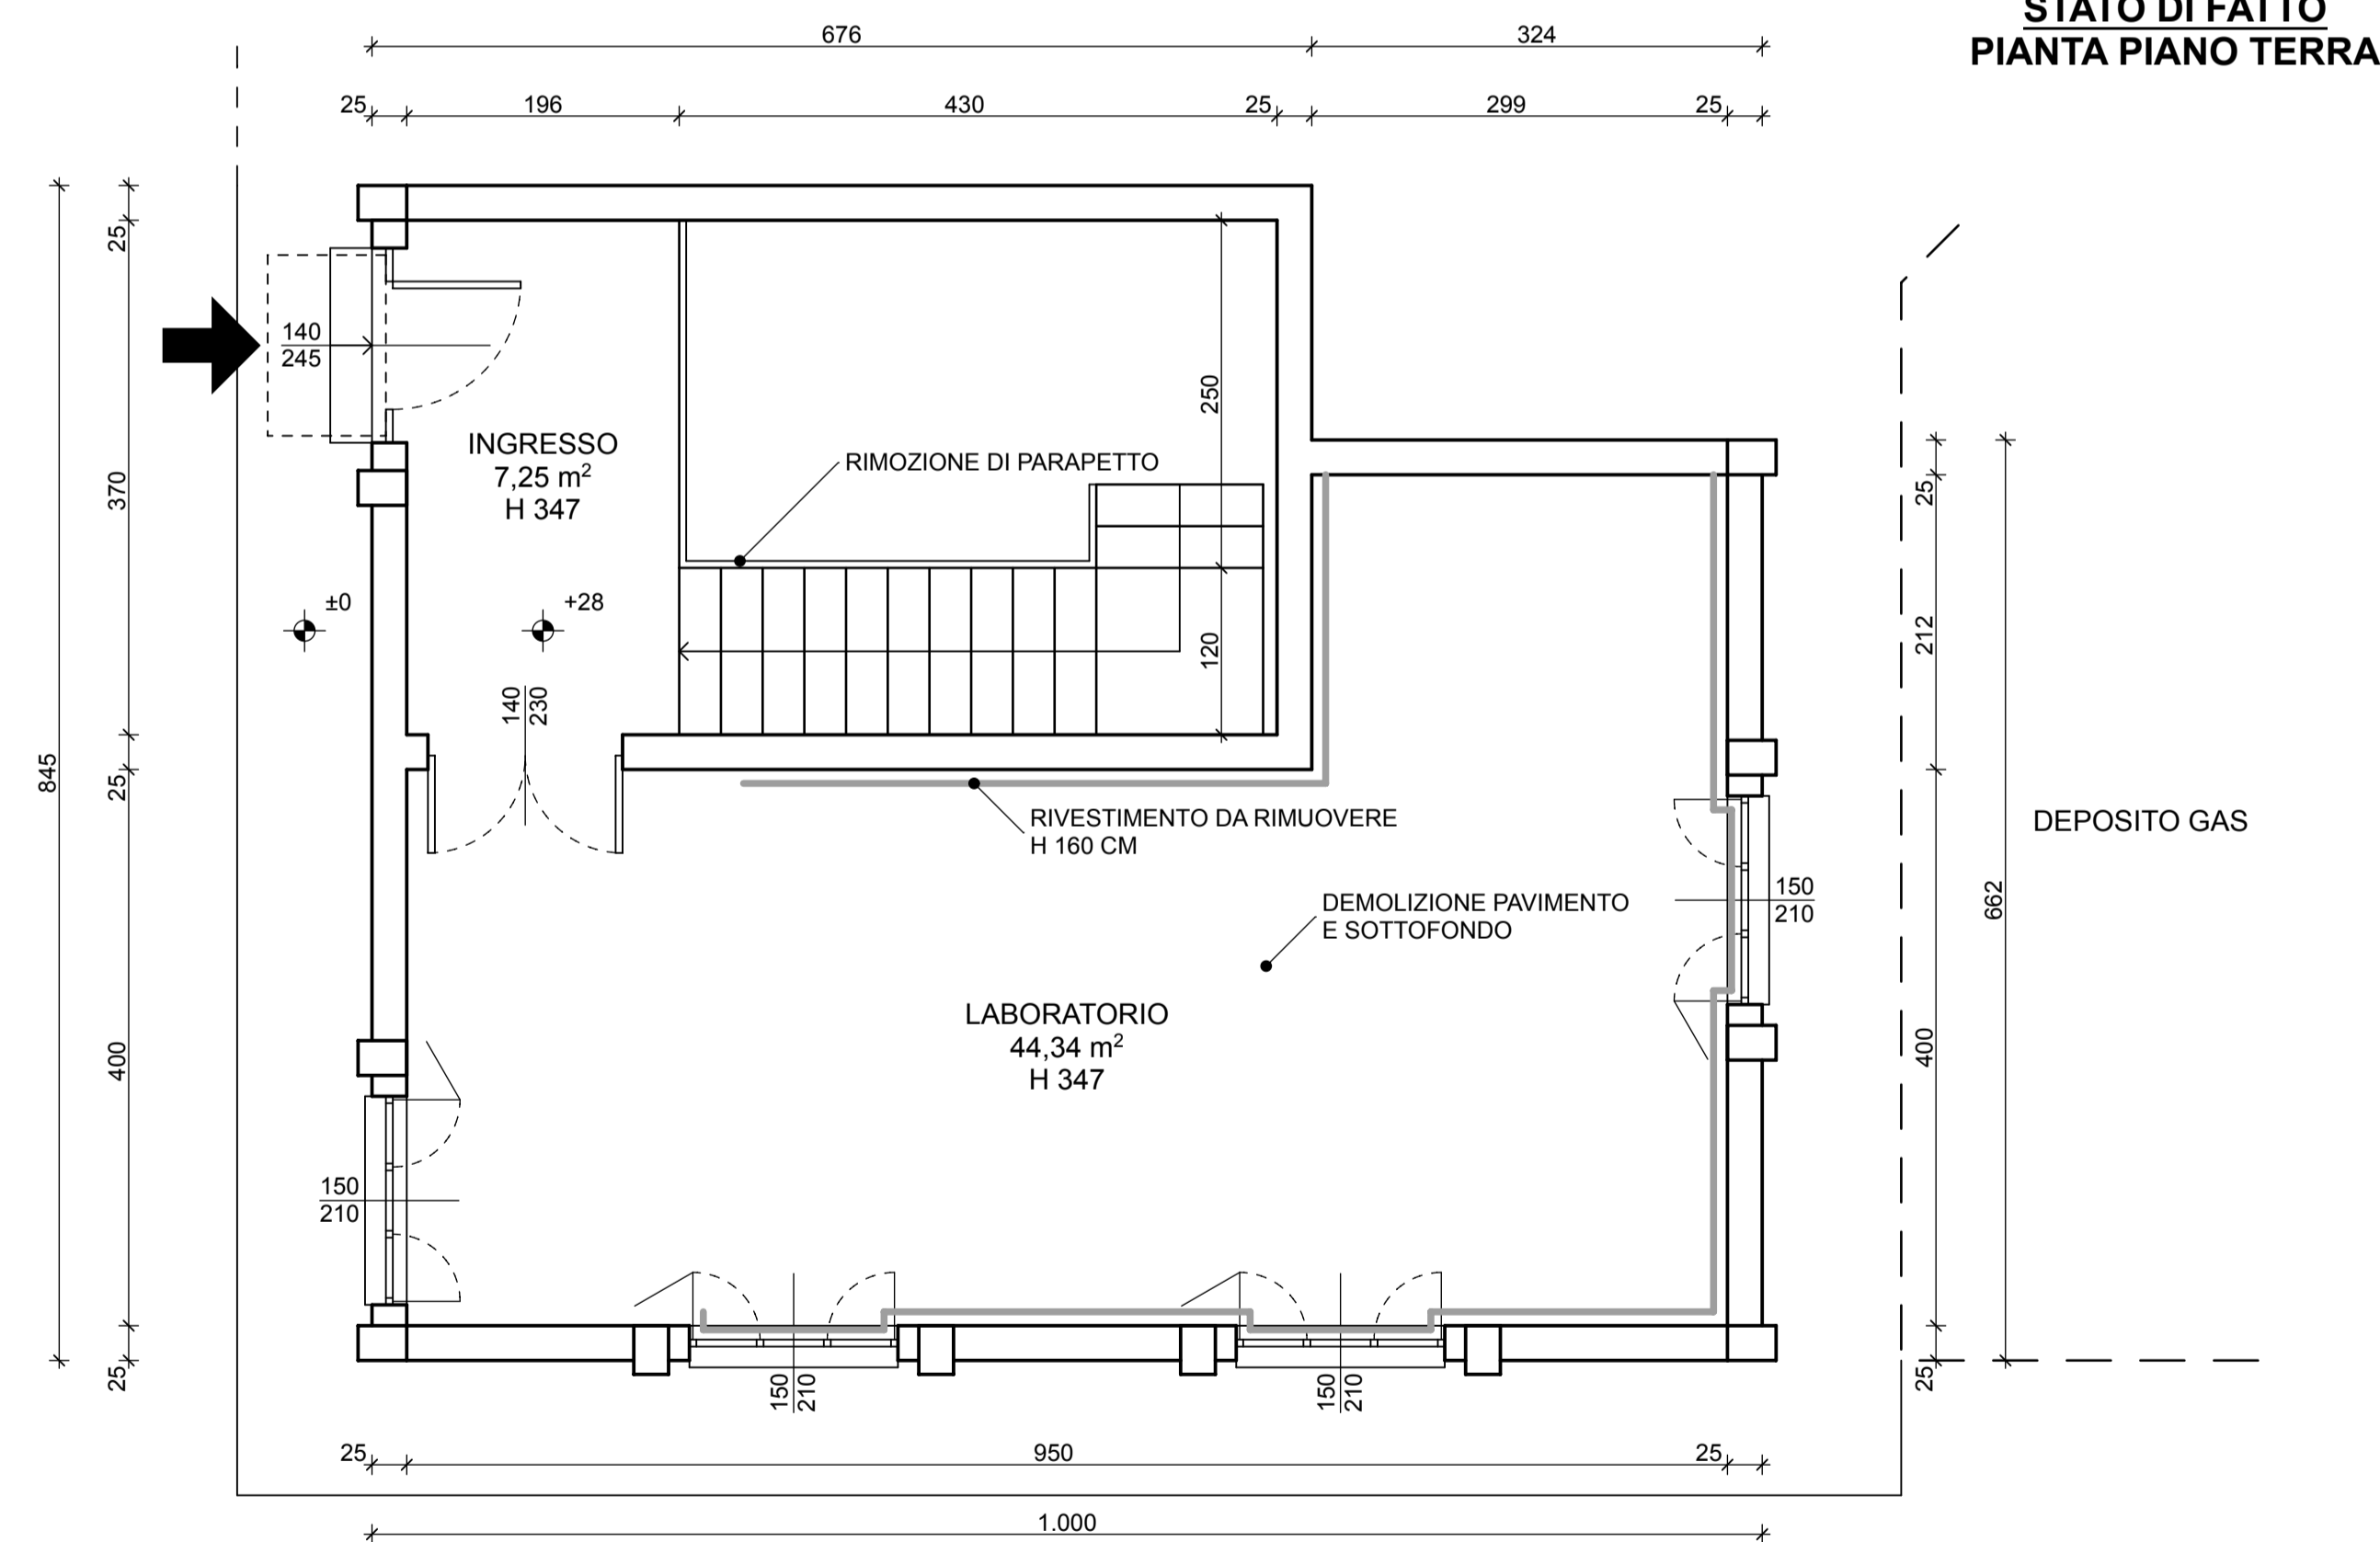 STATO DI FATTO
PIANTA PIANO TERRA
676
324
25
196
430
25
299
25
25
370
845
25
400
25
140
245
INGRESSO
7,25 m²
H 347
RIMOZIONE DI PARAPETTO
250
120
±0
+28
140
230
RIVESTIMENTO DA RIMUOVERE
H 160 CM
DEMOLIZIONE PAVIMENTO
E SOTTOFONDO
LABORATORIO
44,34 m²
H 347
150
210
150
210
150
210
150
210
25
212
400
25
662
DEPOSITO GAS
25
950
25
1.000